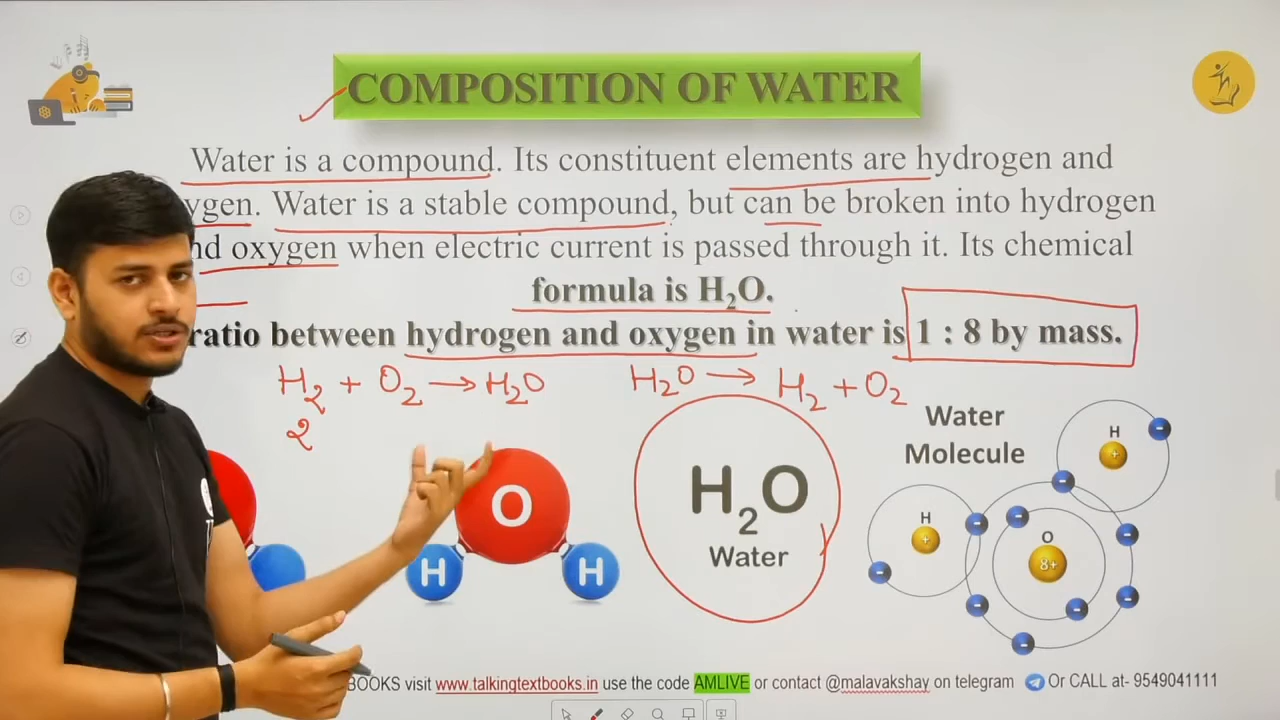 COMPOSITION OF WATER
Water is a compound. Its constituent elements are hydrogen and
ygen. Water is a stable compound, but can be broken into hydrogen
nd oxygen when electric current is passed through it. Its chemical
formula is H₂O.
ratio between hydrogen and oxygen in water is 1 : 8 by mass.
H₂ + O₂ → H₂O
H₂O → H₂ + O₂
2
Water
Molecule
H
+
H
+
O
8+
O
H
H
H₂O
Water
BOOKS visit www.talkingtextbooks.in use the code AMLIVE or contact @malavakshay on telegram Or CALL at- 9549041111